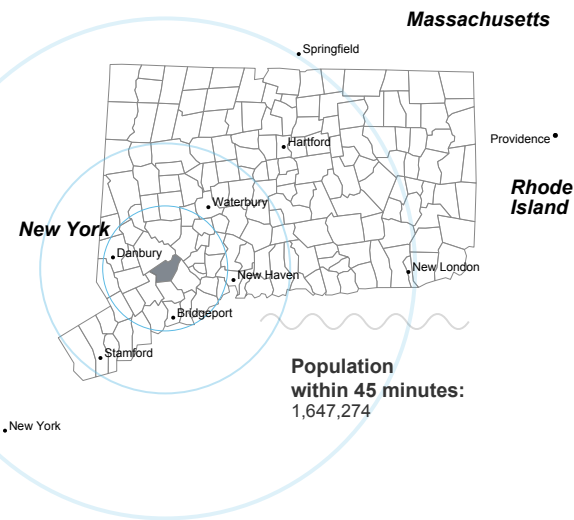 Massachusetts
Springfield
Hartford
Providence
Rhode
Island
Waterbury
New York
Danbury
New Haven
New London
Bridgeport
Stamford
Population
within 45 minutes:
1,647,274
New York